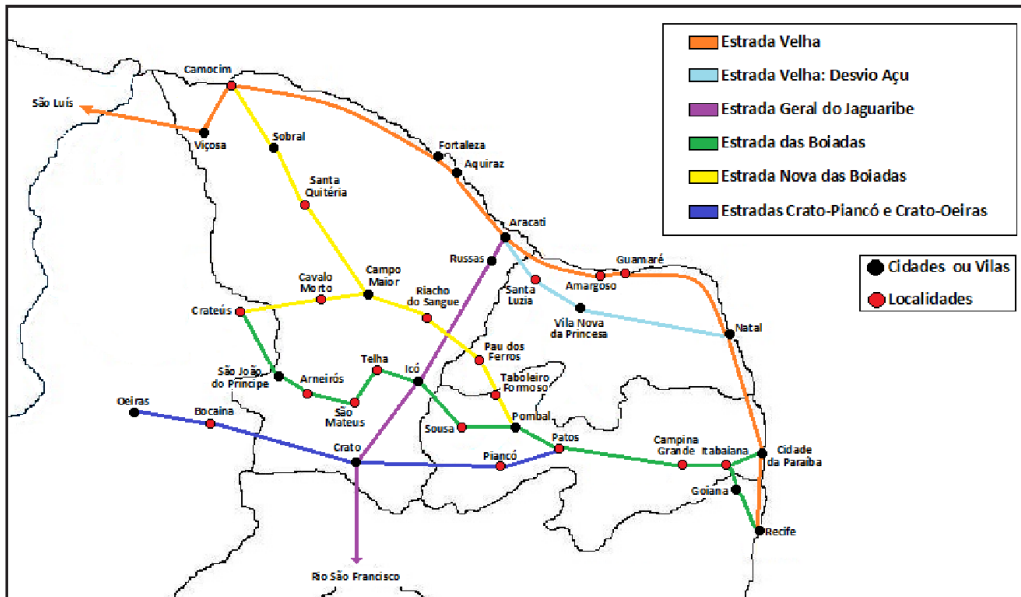 Estrada Velha
Estrada Velha: Desvio Açu
Estrada Geral do Jaguaribe
Estrada das Boiadas
Estrada Nova das Boiadas
Estradas Crato-Piancó e Crato-Oeiras
Cidades ou Vilas
Localidades
Camocim
São Luís
Viçosa
Sobral
Fortaleza
Aquiraz
Santa
Quitéria
Aracati
Russas
Guamaré
Amargoso
Santa
Luzia
Vila Nova
da Princesa
Natal
Cavalo
Morto
Campo
Maior
Riacho
do Sangue
Crateús
Pau dos
Ferros
Telha
Icó
São João
do Príncipe
Arneirós
São
Mateus
Taboleiro
Formoso
Oeiras
Bocaina
Sousa
Pombal
Patos
Crato
Piancó
Campina
Grande
Itabaiana
Cidade
da Paraíba
Goiana
Recife
Rio São Francisco